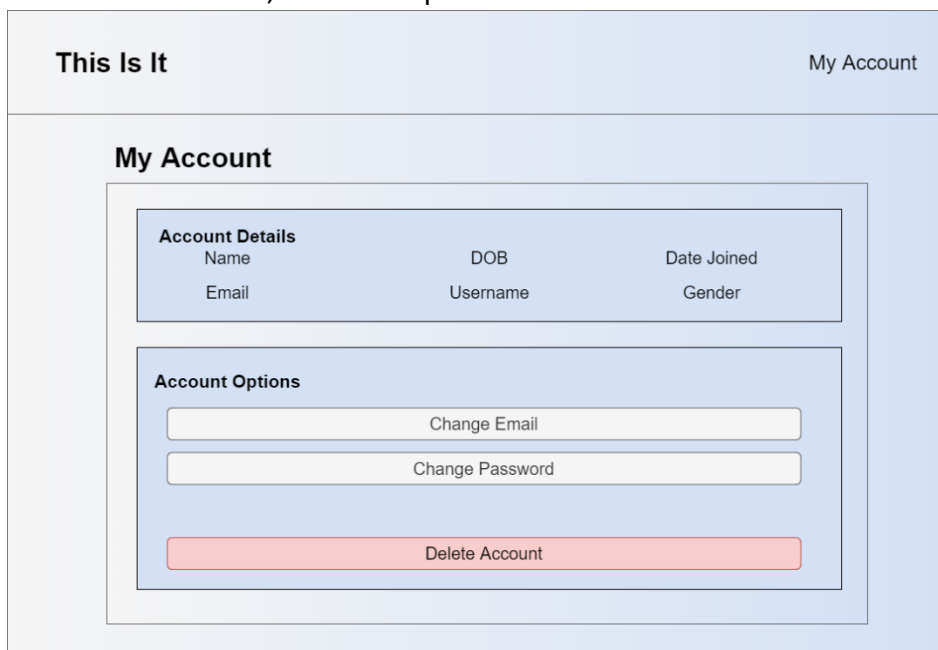 This Is It
My Account
My Account
Account Details
Name DOB Date Joined
Email Username Gender
Account Options
Change Email
Change Password
Delete Account